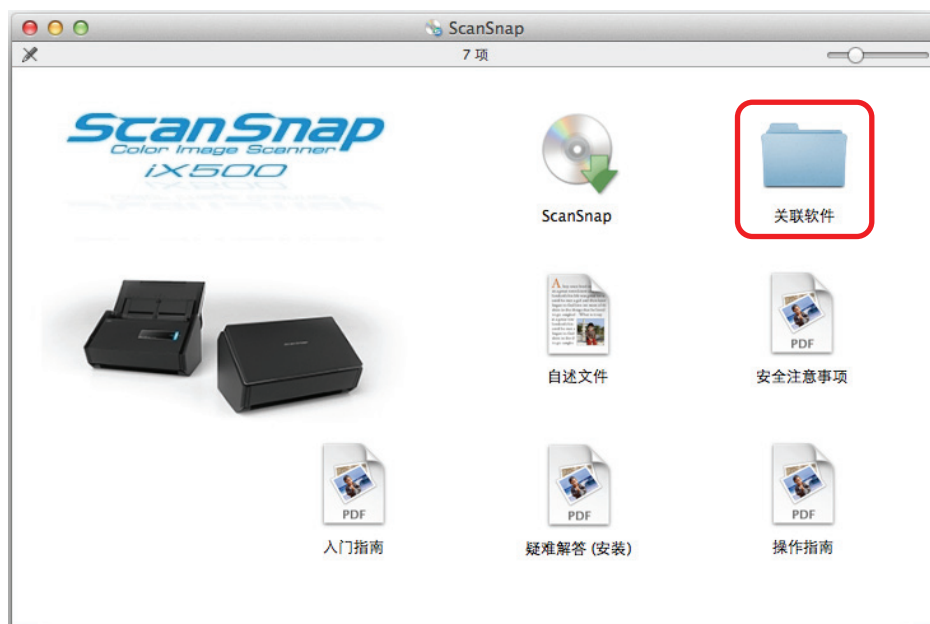 ScanSnap
7 项
ScanSnap
Color Image Scanner
iX500
ScanSnap
关联软件
自述文件
PDF
安全注意事项
PDF
入门指南
PDF
疑难解答 (安装)
PDF
操作指南